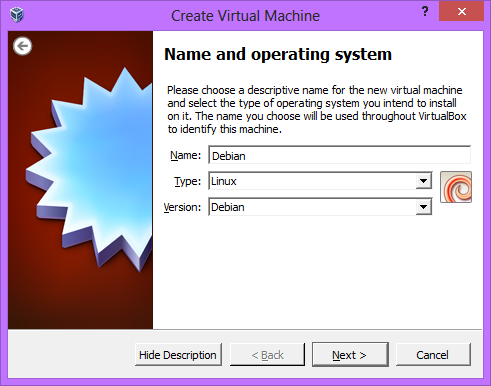 Create Virtual Machine
?
Name and operating system
Please choose a descriptive name for the new virtual machine
and select the type of operating system you intend to install
on it. The name you choose will be used throughout VirtualBox
to identify this machine.
Name: Debian
Type: Linux
Version: Debian
Hide Description < Back Next > Cancel